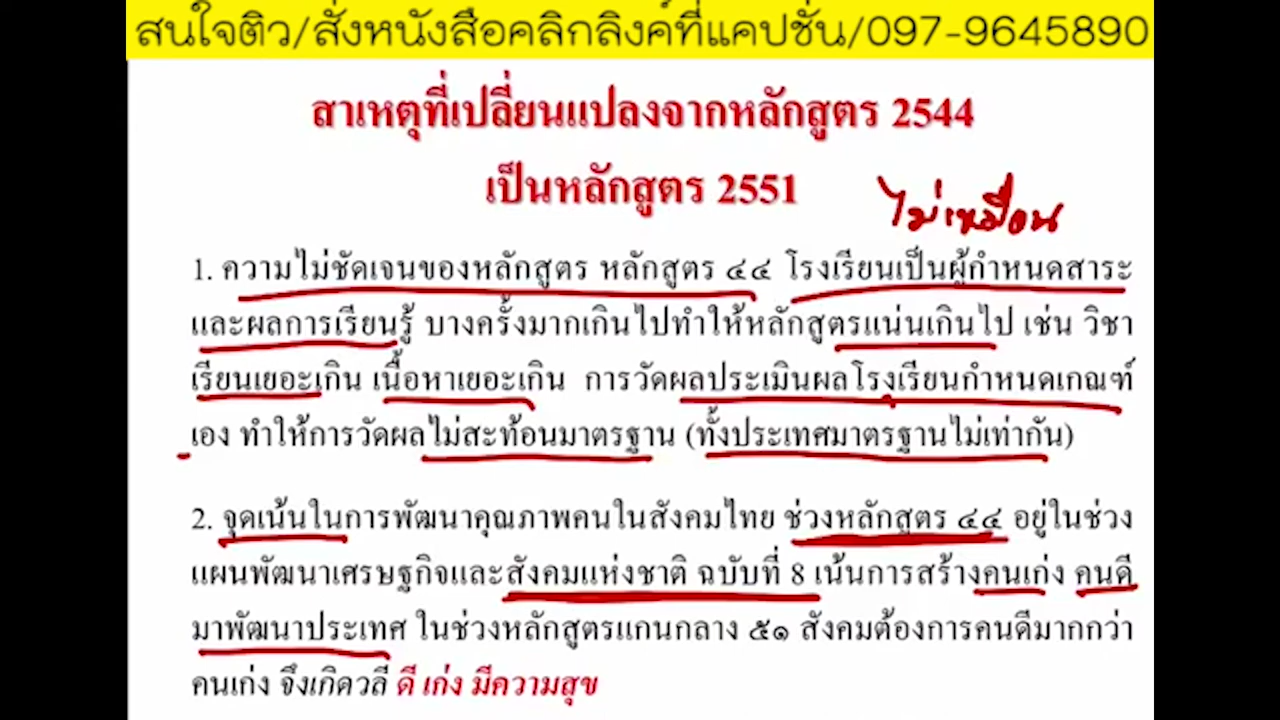 สนใจติว/สั่งหนังสือคลิกลิงค์ที่แคปชั่น/097-9645890
สาเหตุที่เปลี่ยนแปลงจากหลักสูตร 2544
เป็นหลักสูตร 2551
ไม่เหมือน
1. ความไม่ชัดเจนของหลักสูตร หลักสูตร ๔๔ โรงเรียนเป็นผู้กำหนดสาระ
และผลการเรียนรู้ บางครั้งมากเกินไปทำให้หลักสูตรแน่นเกินไป เช่น วิชา
เรียนเยอะเกิน เนื้อหาเยอะเกิน การวัดผลประเมินผลโรงเรียนกำหนดเกณฑ์
เอง ทำให้การวัดผลไม่สะท้อนมาตรฐาน (ทั้งประเทศมาตรฐานไม่เท่ากัน)
2. จุดเน้นในการพัฒนาคุณภาพคนในสังคมไทย ช่วงหลักสูตร ๔๔ อยู่ในช่วง
แผนพัฒนาเศรษฐกิจและสังคมแห่งชาติ ฉบับที่ 8 เน้นการสร้างคนเก่ง คนดี
มาพัฒนาประเทศ ในช่วงหลักสูตรแกนกลาง ๕๑ สังคมต้องการคนดีมากกว่า
คนเก่ง จึงเกิดวลี ดี เก่ง มีความสุข